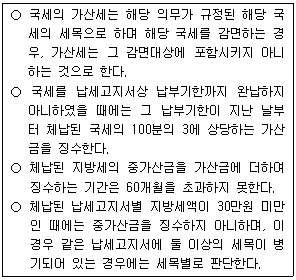 ○ 국세의 가산세는 해당 의무가 규정된 해당 국
세의 세목으로 하며 해당 국세를 감면하는 경
우, 가산세는 그 감면대상에 포함시키지 아니
하는 것으로 한다.
○ 국세를 납세고지서상 납부기한까지 완납하지
아니하였을 때에는 그 납부기한이 지난 날부
터 체납된 국세의 100분의 3에 상당하는 가산
금을 징수한다.
○ 체납된 지방세의 중가산금을 가산금에 더하여
징수하는 기간은 60개월을 초과하지 못한다.
○ 체납된 납세고지서별 지방세액이 30만원 미만
인 때에는 중가산금을 징수하지 아니하며, 이
경우 같은 납세고지서에 둘 이상의 세목이 병
기되어 있는 경우에는 세목별로 판단한다.